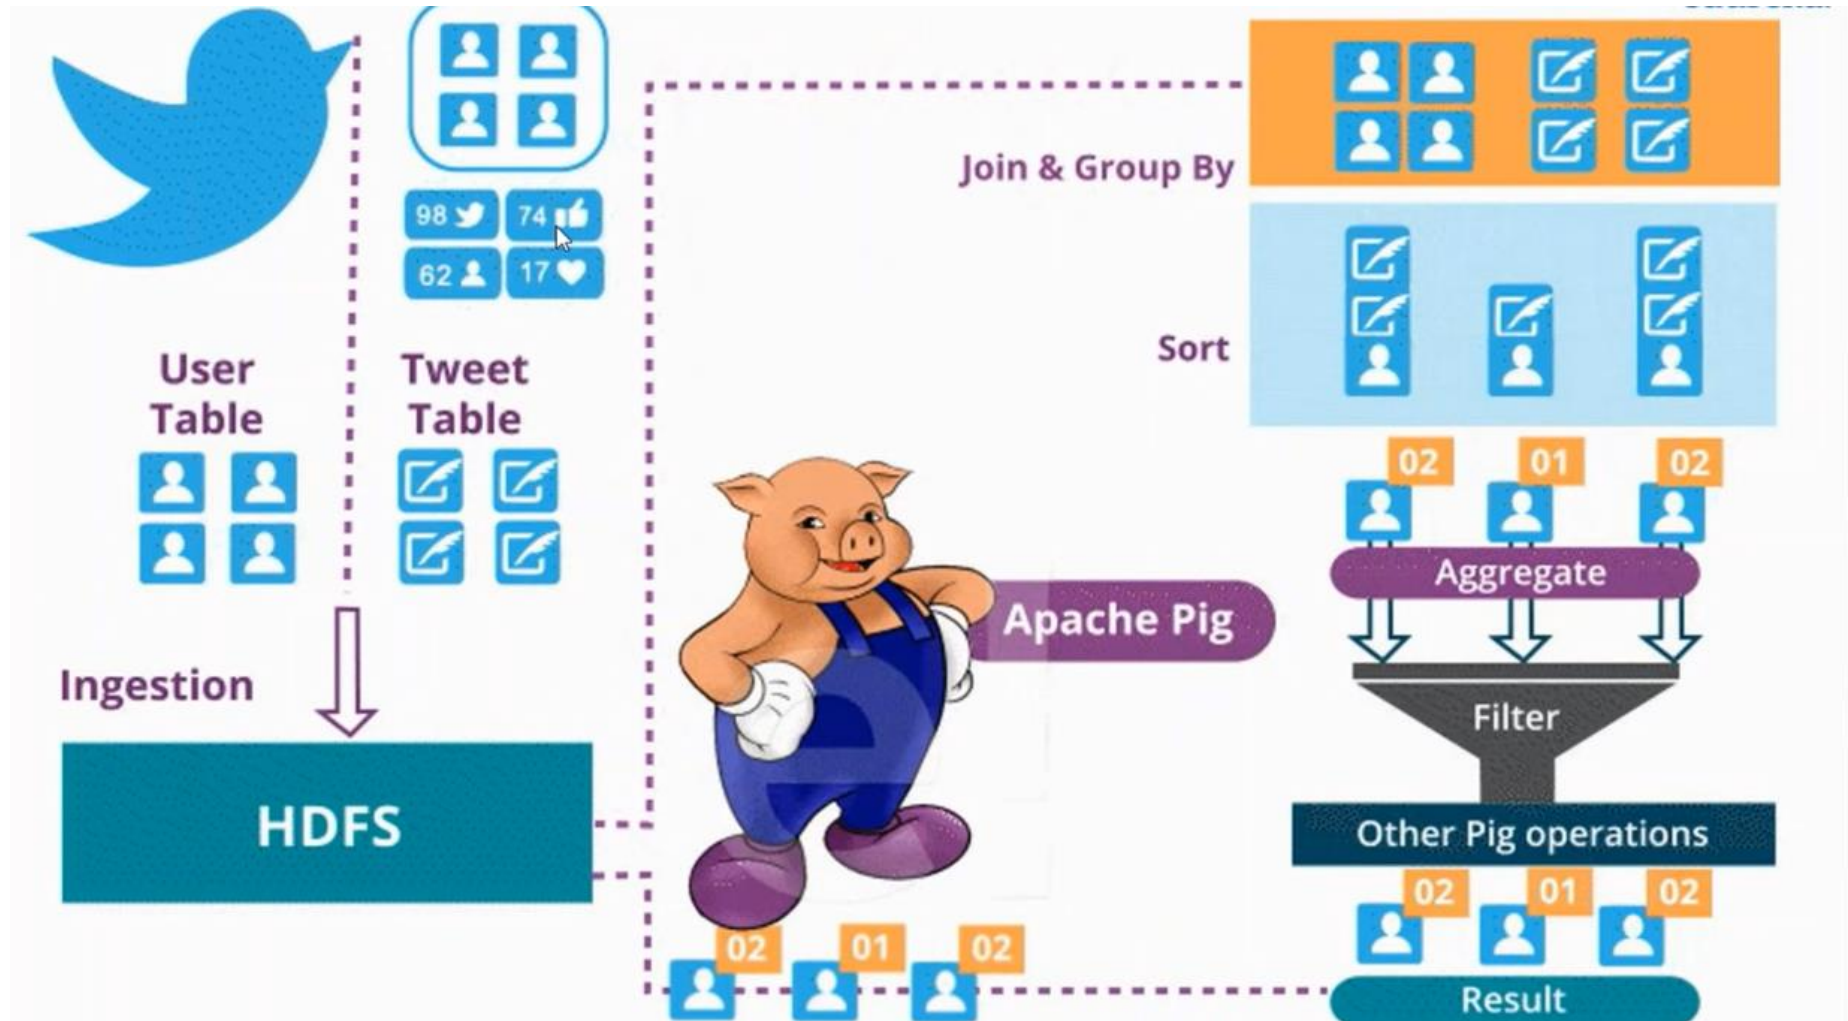 98
74
62
17
User
Table
Tweet
Table
Ingestion
HDFS
Apache Pig
Join & Group By
Sort
02
01
02
Aggregate
Filter
Other Pig operations
02
01
02
Result
02
01
02